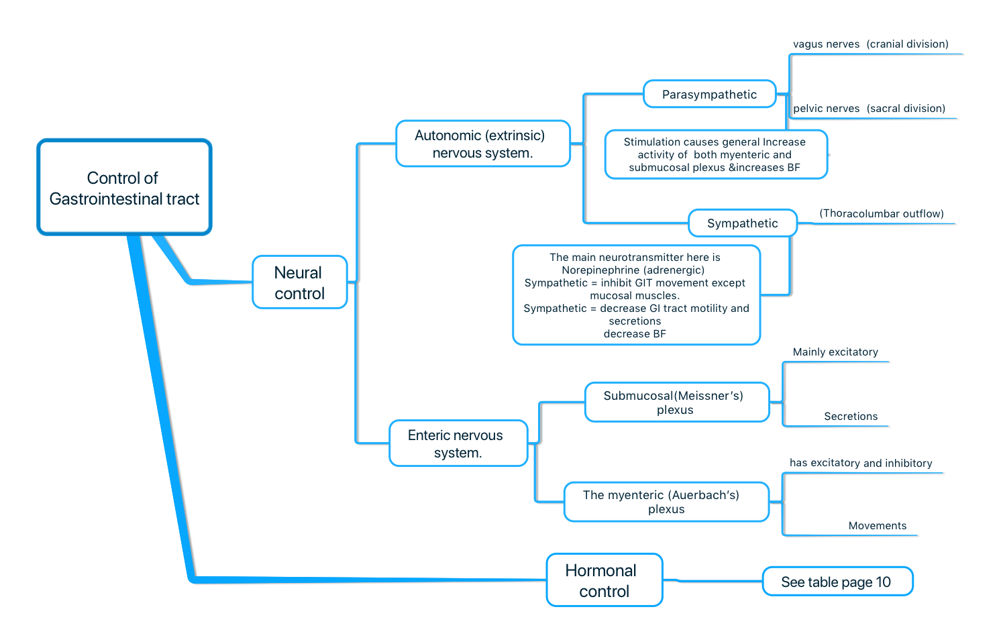 Control of
Gastrointestinal tract
Neural
control
Autonomic (extrinsic)
nervous system.
Parasympathetic
vagus nerves  (cranial division)
pelvic nerves  (sacral division)
Stimulation causes general Increase
activity of  both myenteric and
submucosal plexus &increases BF
Sympathetic
(Thoracolumbar outflow)
The main neurotransmitter here is
Norepinephrine (adrenergic)
Sympathetic = inhibit GIT movement except
mucosal muscles.
Sympathetic = decrease GI tract motility and
secretions
decrease BF
Enteric nervous
system.
Submucosal(Meissner’s)
plexus
Mainly excitatory
Secretions
The myenteric (Auerbach’s)
plexus
has excitatory and inhibitory
Movements
Hormonal
control
See table page 10